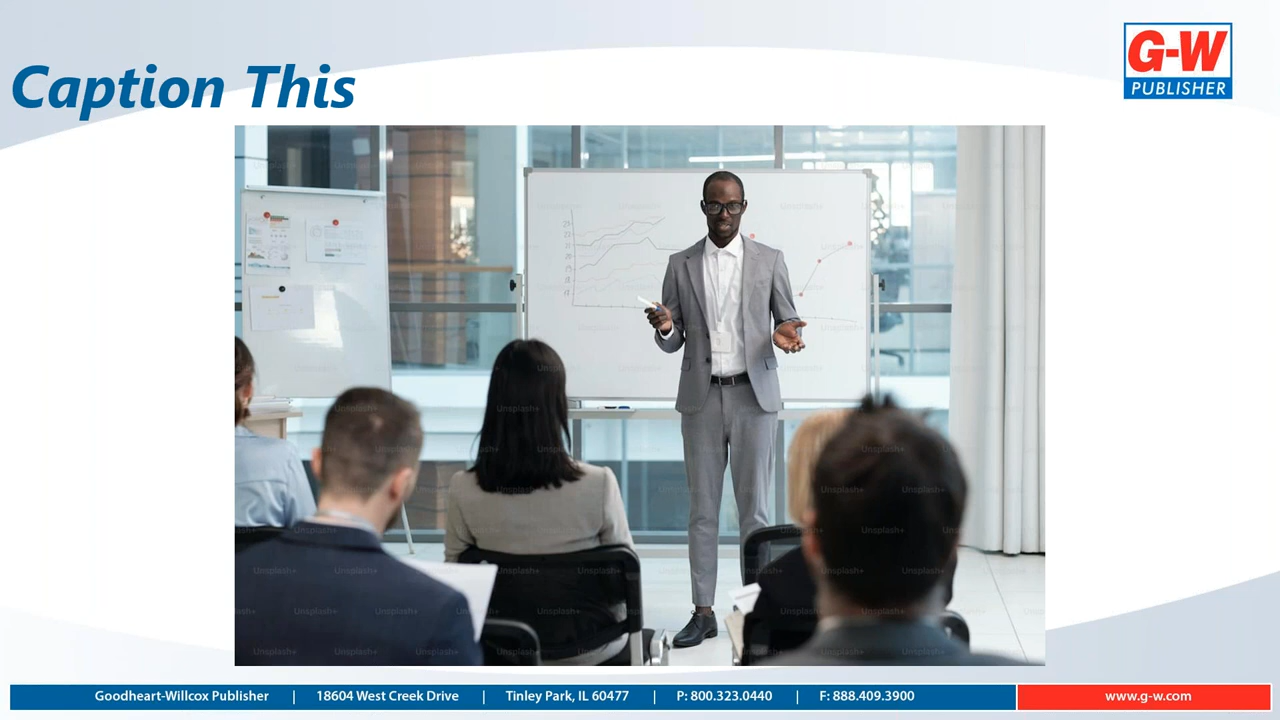 Caption This
G-W
PUBLISHER
Goodheart-Willcox Publisher | 18604 West Creek Drive | Tinley Park, IL 60477 | P: 800.323.0440 | F: 888.409.3900
www.g-w.com
Unsplash+